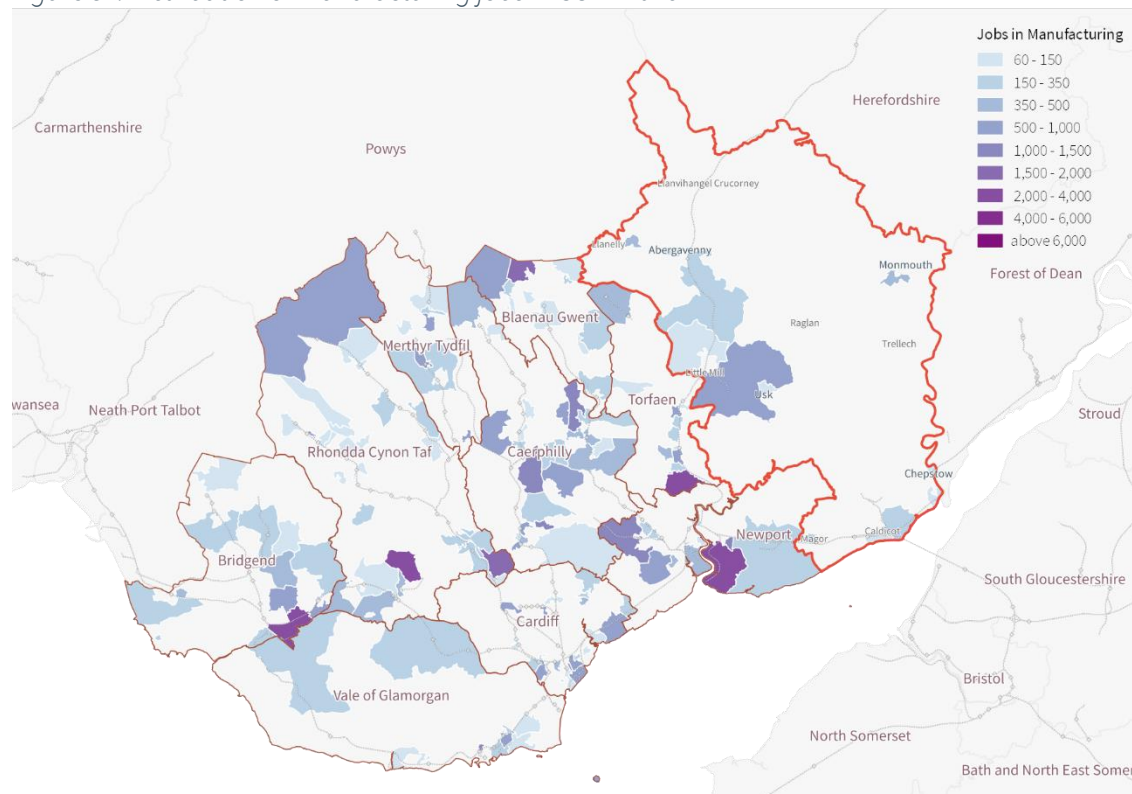 Jobs in Manufacturing
60 - 150
150 - 350
350 - 500
500 - 1,000
1,000 - 1,500
1,500 - 2,000
2,000 - 4,000
4,000 - 6,000
above 6,000
Herefordshire
Carmarthenshire
Powys
Llanvihangel Crucorney
Llanelly
Abergavenny
Monmouth
Forest of Dean
Blaenau Gwent
Raglan
Merthyr Tydfil
Trellech
Little Mill
Usk
Torfaen
wansea
Neath Port Talbot
Stroud
Rhondda Cynon Taf
Caerphilly
Chepstow
Newport
Magor
Caldicot
Bridgend
South Gloucestershire
Cardiff
Bristol
Vale of Glamorgan
North Somerset
Bath and North East Somer